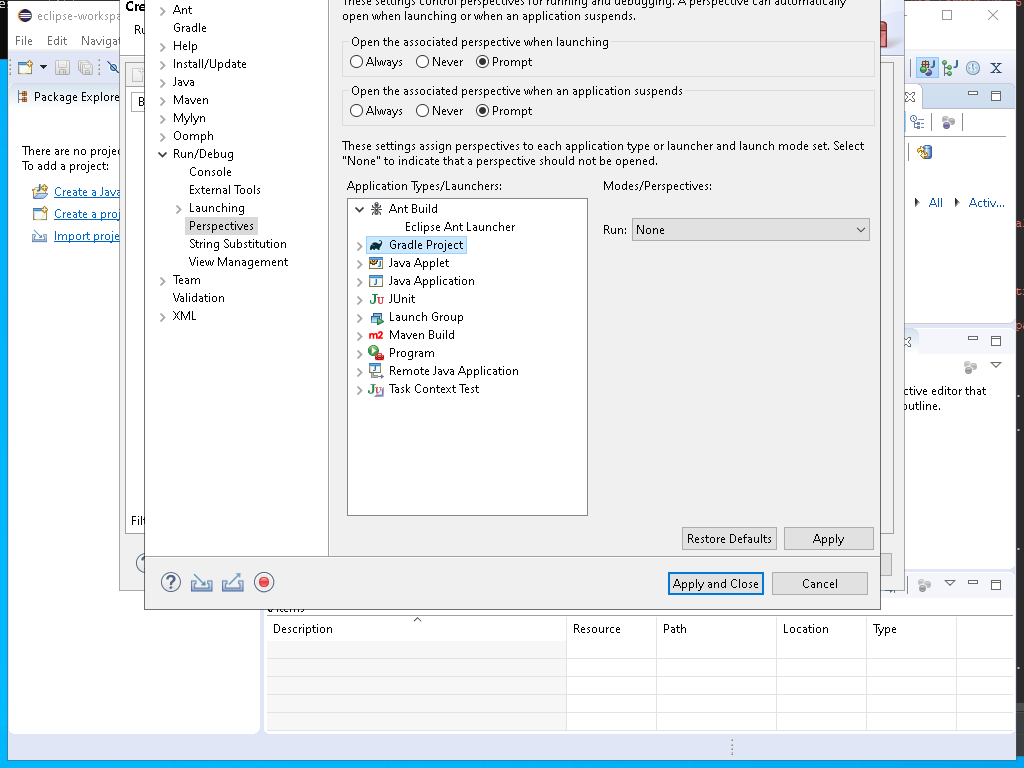 eclipse-workspa
File Edit Navigat
Package Explore
There are no projec
To add a project:
Create a Java
Create a proj
Import proje
Cre
Ru
B
Filt
Ant
Gradle
Help
Install/Update
Java
Maven
Mylyn
Oomph
Run/Debug
Console
External Tools
Launching
Perspectives
String Substitution
View Management
Team
Validation
XML
These settings control perspectives for running and debugging. A perspective can automatically
open when launching or when an application suspends.
Open the associated perspective when launching
Always Never Prompt
Open the associated perspective when an application suspends
Always Never Prompt
These settings assign perspectives to each application type or launcher and launch mode set. Select
"None" to indicate that a perspective should not be opened.
Application Types/Launchers:
Ant Build
Eclipse Ant Launcher
Gradle Project
Java Applet
Java Application
JUnit
Launch Group
Maven Build
Program
Remote Java Application
Task Context Test
Modes/Perspectives:
Run: None
Restore Defaults Apply
Apply and Close Cancel
All Activ...
ctive editor that
outline.
Description Resource Path Location Type